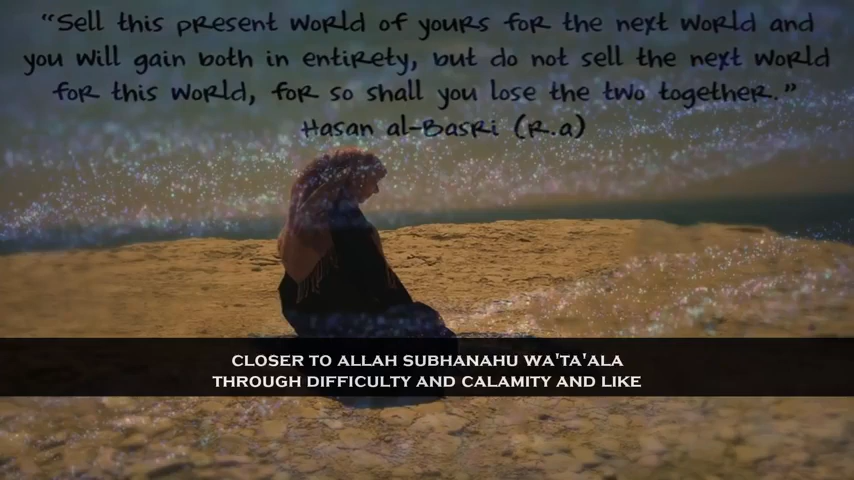 "Sell this present world of yours for the next world and
you will gain both in entirety, but do not sell the next world
for this world, for so shall you lose the two together."
Hasan al-Basri (r.a)
CLOSER TO ALLAH SUBHANAHU WA'TA'ALA
THROUGH DIFFICULTY AND CALAMITY AND LIKE